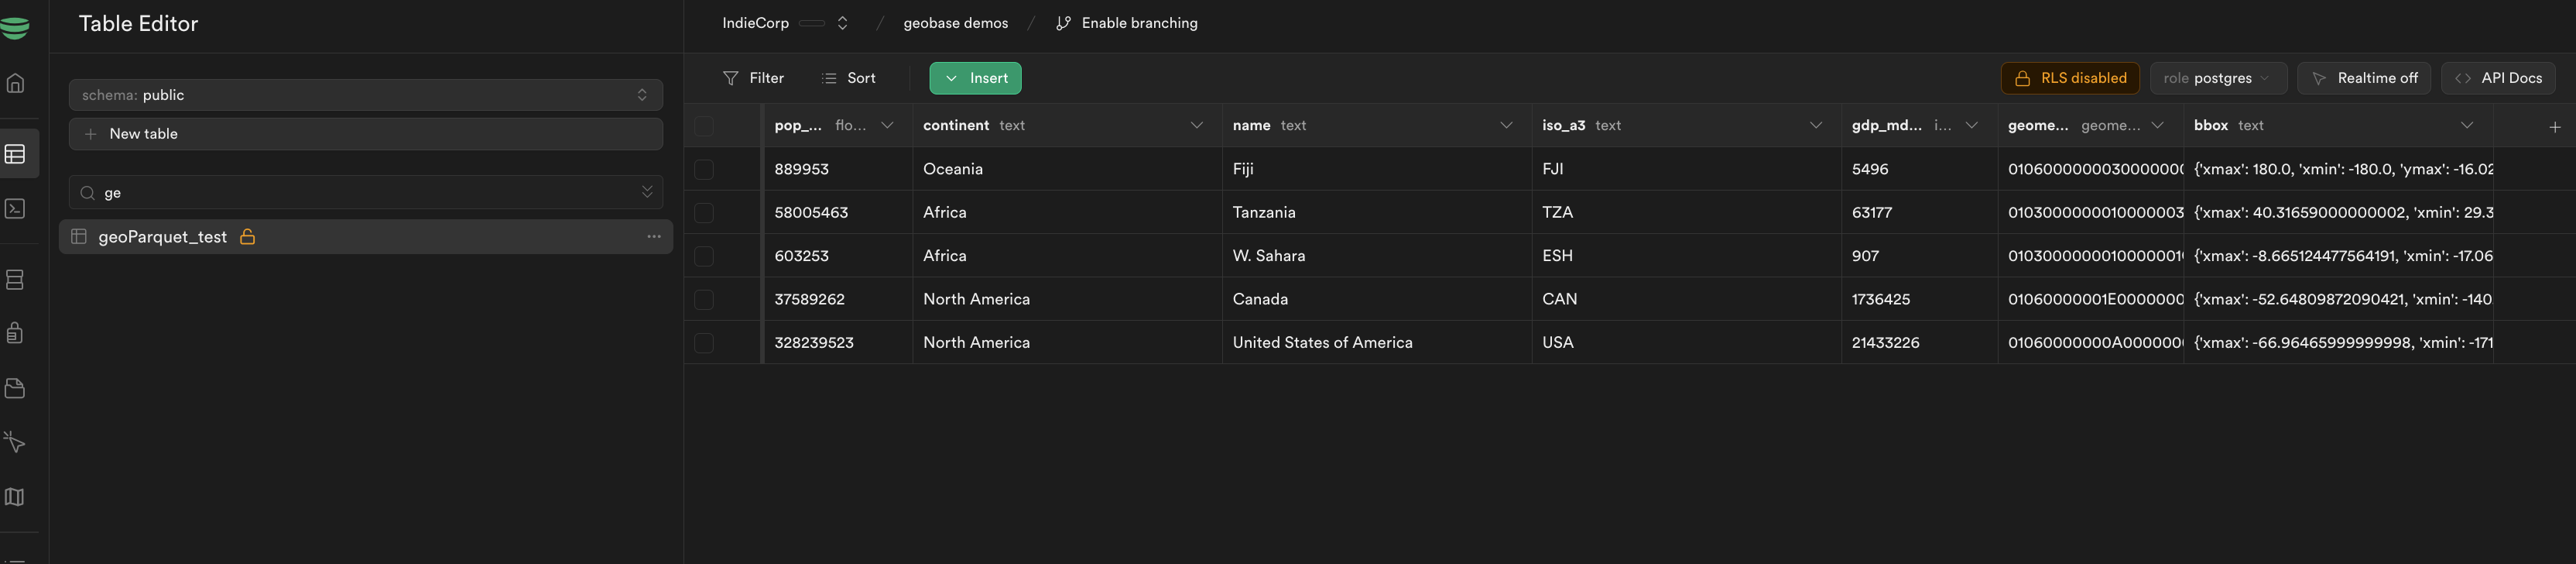 Table Editor
IndieCorp / geobase demos / Enable branching
schema: public
New table
ge
geoParquet_test
Filter Sort Insert RLS disabled role postgres Realtime off API Docs
pop_... flo... continent text name text iso_a3 text gdp_md... i... geome... geome... bbox text
889953 Oceania Fiji FJI 5496 {'xmax': 180.0, 'xmin': -180.0, 'ymax': -16.02
58005463 Africa Tanzania TZA 63177 {'xmax': 40.31659000000002, 'xmin': 29.3
603253 Africa W. Sahara ESH 907 {'xmax': -8.665124477564191, 'xmin': -17.06
37589262 North America Canada CAN 1736425 {'xmax': -52.64809872090421, 'xmin': -140.
328239523 North America United States of America USA 21433226 {'xmax': -66.96465999999998, 'xmin': -171